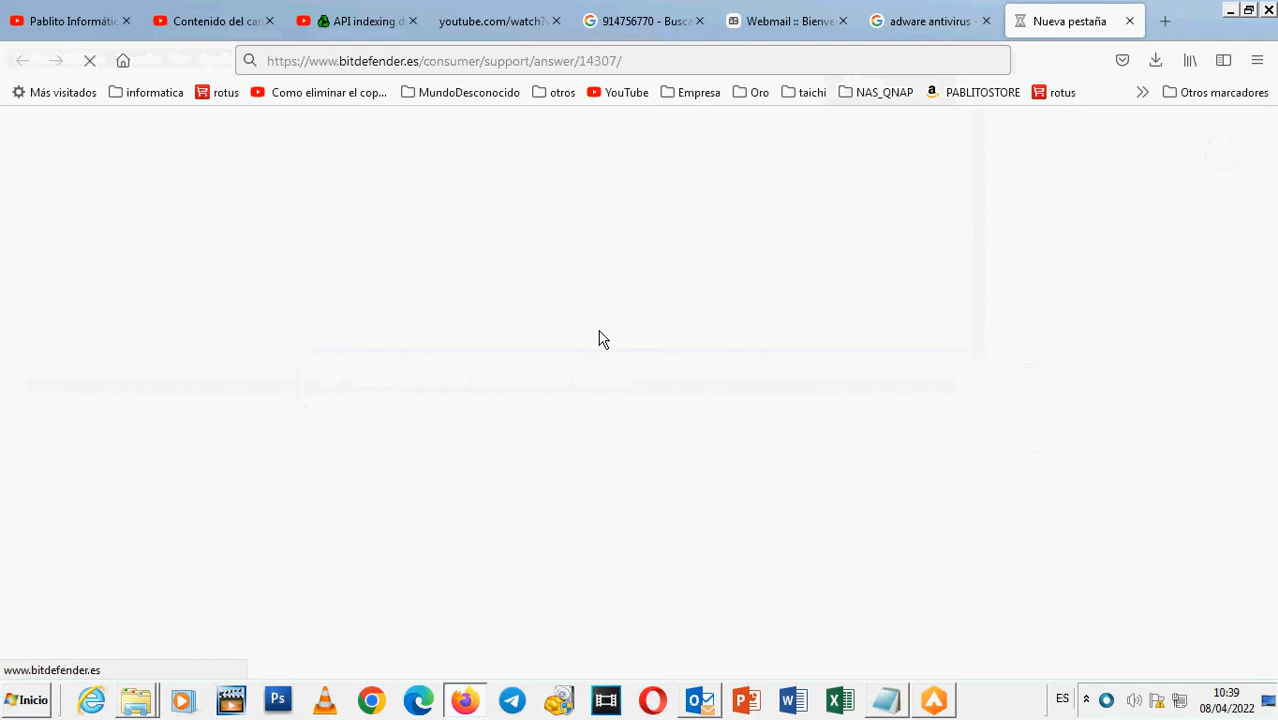 Pablito Informátic
Contenido del can
API indexing d
youtube.com/watch?v
914756770 - Busca
Webmail :: Bienve
adware antivirus -
Nueva pestaña
https://www.bitdefender.es/consumer/support/answer/14307/
Más visitados
informatica
rotus
Como eliminar el cop...
MundoDesconocido
otros
YouTube
Empresa
Oro
taichi
NAS_QNAP
PABLITOSTORE
rotus
Otros marcadores
www.bitdefender.es
Inicio
ES
10:39
08/04/2022